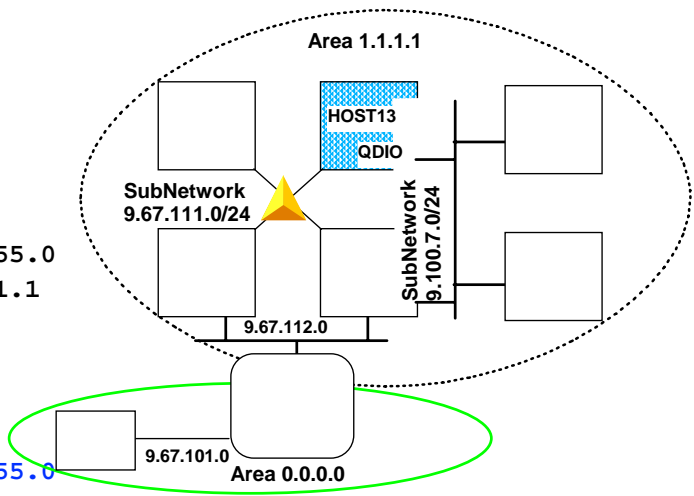 Area 1.1.1.1
HOST13
QDIO
SubNetwork
9.67.111.0/24
SubNetwork
9.100.7.0/24
55.0
1.1
9.67.112.0
9.67.101.0
Area 0.0.0.0
55.0